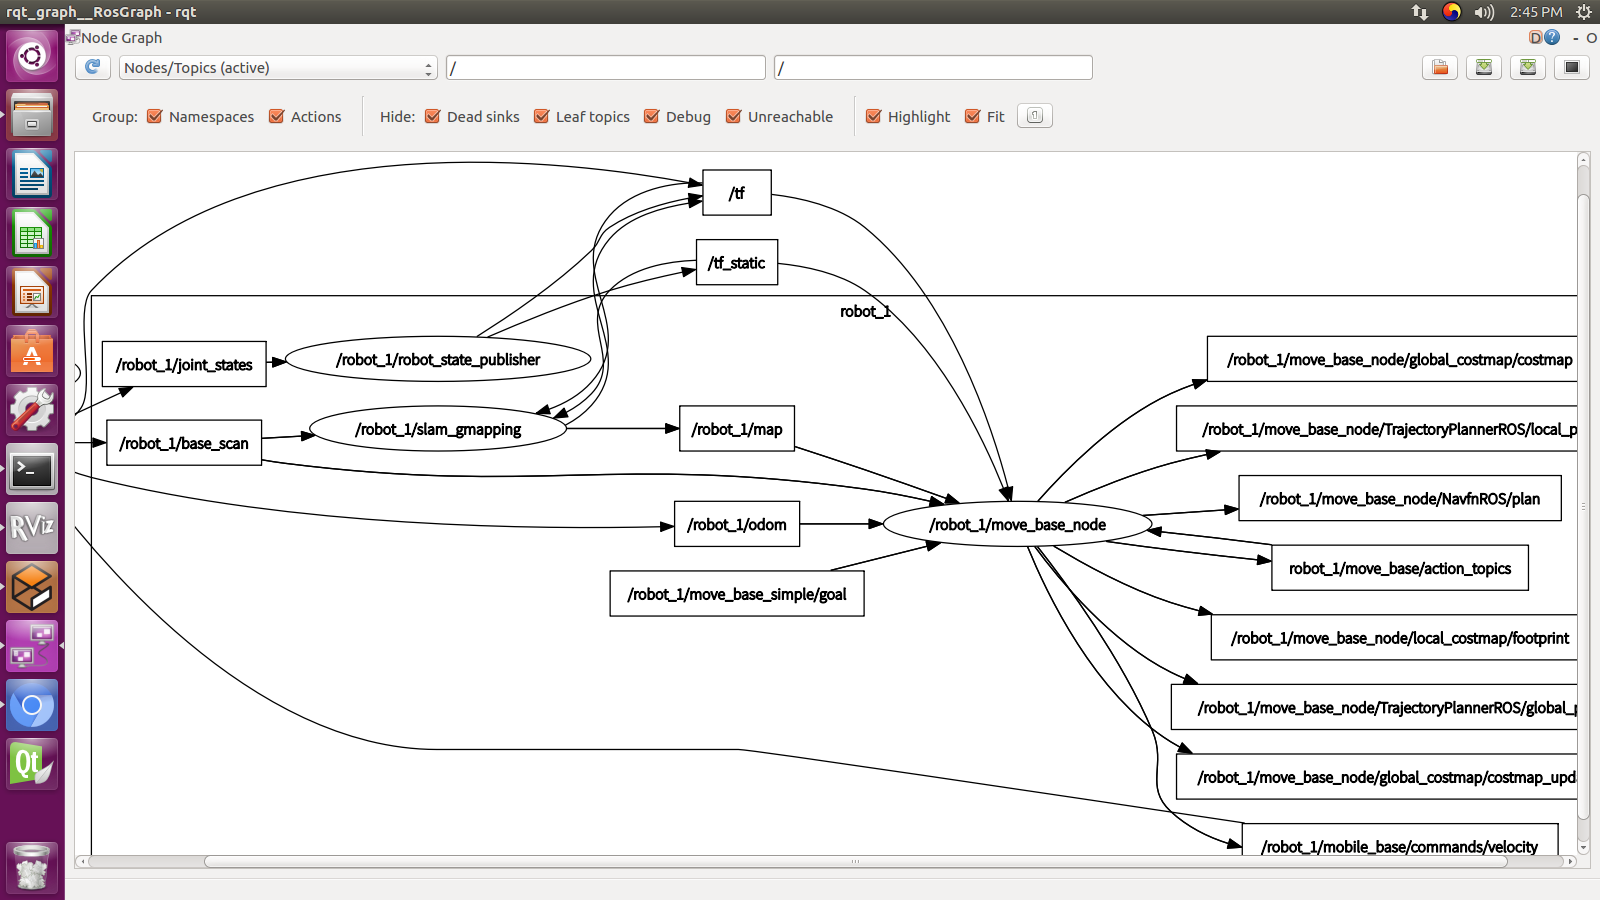 rqt_graph__RosGraph - rqt
2:45 PM
Node Graph
D ? - O
Nodes/Topics (active)
/
/
Group: Namespaces Actions Hide: Dead sinks Leaf topics Debug Unreachable Highlight Fit
/tf
/tf_static
robot_1
/robot_1/joint_states
/robot_1/robot_state_publisher
/robot_1/move_base_node/global_costmap/costmap
/robot_1/base_scan
/robot_1/slam_gmapping
/robot_1/map
/robot_1/move_base_node/TrajectoryPlannerROS/local_p
/robot_1/move_base_node/NavfnROS/plan
/robot_1/odom
/robot_1/move_base_node
robot_1/move_base/action_topics
/robot_1/move_base_simple/goal
/robot_1/move_base_node/local_costmap/footprint
/robot_1/move_base_node/TrajectoryPlannerROS/global_p
/robot_1/move_base_node/global_costmap/costmap_upd
/robot_1/mobile_base/commands/velocity
>_
RViz
Qt